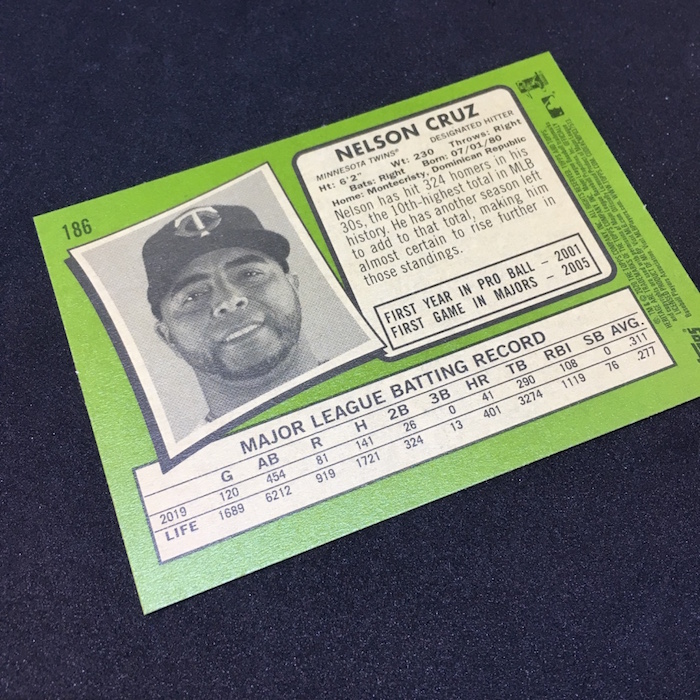 186
NELSON CRUZ
MINNESOTA TWINS® DESIGNATED HITTER
Ht: 6'2" Wt: 230 Throws: Right
Bats: Right Born: 07/01/80
Home: Montecristy, Dominican Republic
Nelson has hit 324 homers in his
30s, the 10th-highest total in MLB
history. He has another season left
to add to that total, making him
almost certain to rise further in
those standings.
FIRST YEAR IN PRO BALL – 2001
FIRST GAME IN MAJORS – 2005
MAJOR LEAGUE BATTING RECORD
G AB R H 2B 3B HR TB RBI SB AVG.
2019 120 454 81 141 26 0 41 290 108 0 .311
LIFE 1689 6212 919 1721 324 13 401 3274 1119 76 .277